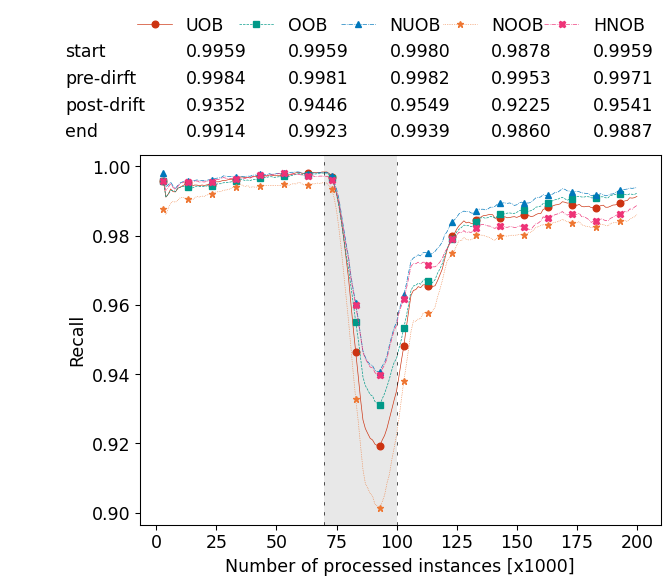 UOB OOB NUOB NOOB HNOB
start 0.9959 0.9959 0.9980 0.9878 0.9959
pre-dirft 0.9984 0.9981 0.9982 0.9953 0.9971
post-drift 0.9352 0.9446 0.9549 0.9225 0.9541
end 0.9914 0.9923 0.9939 0.9860 0.9887
1.00
0.98
0.96
0.94
0.92
0.90
Recall
0 25 50 75 100 125 150 175 200
Number of processed instances [x1000]